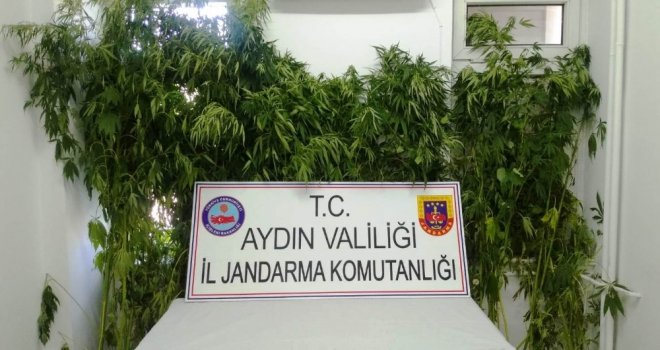 T.C.
AYDIN VALİLİĞİ
İL JANDARMA KOMUTANLIĞI